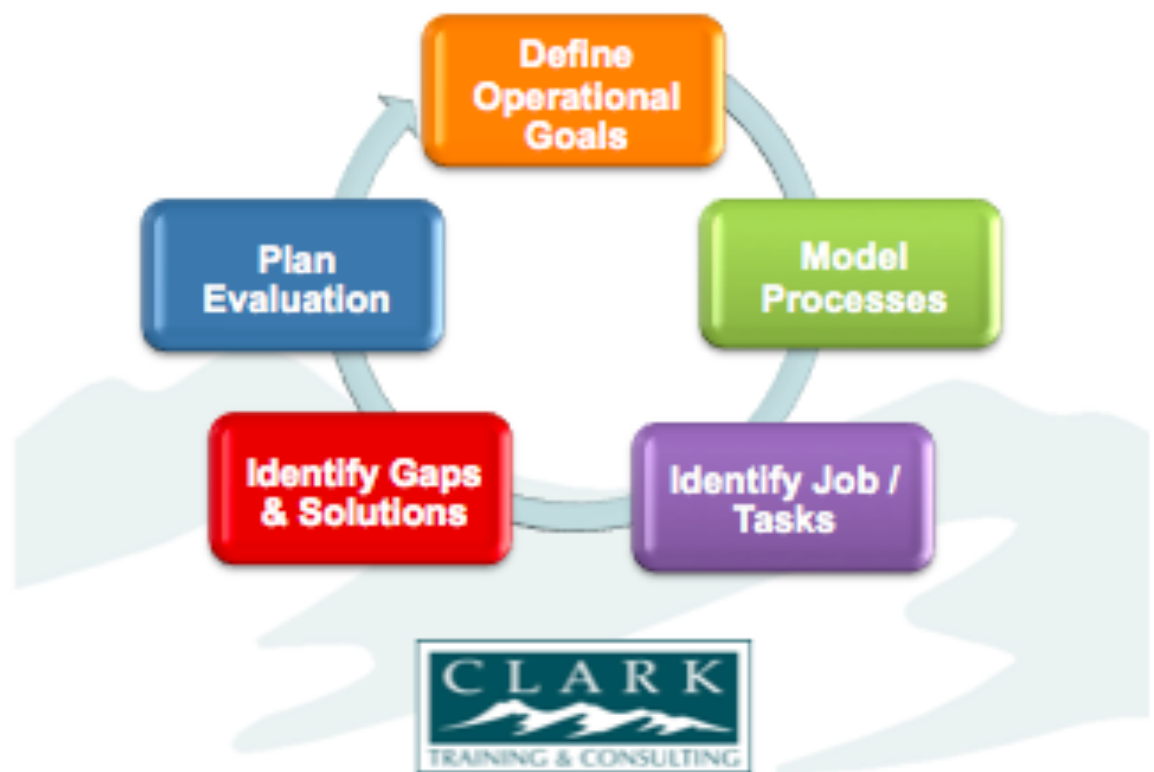 Define
Operational
Goals
Model
Processes
Identify Job /
Tasks
Identify Gaps
& Solutions
Plan
Evaluation
CLARK
TRAINING & CONSULTING